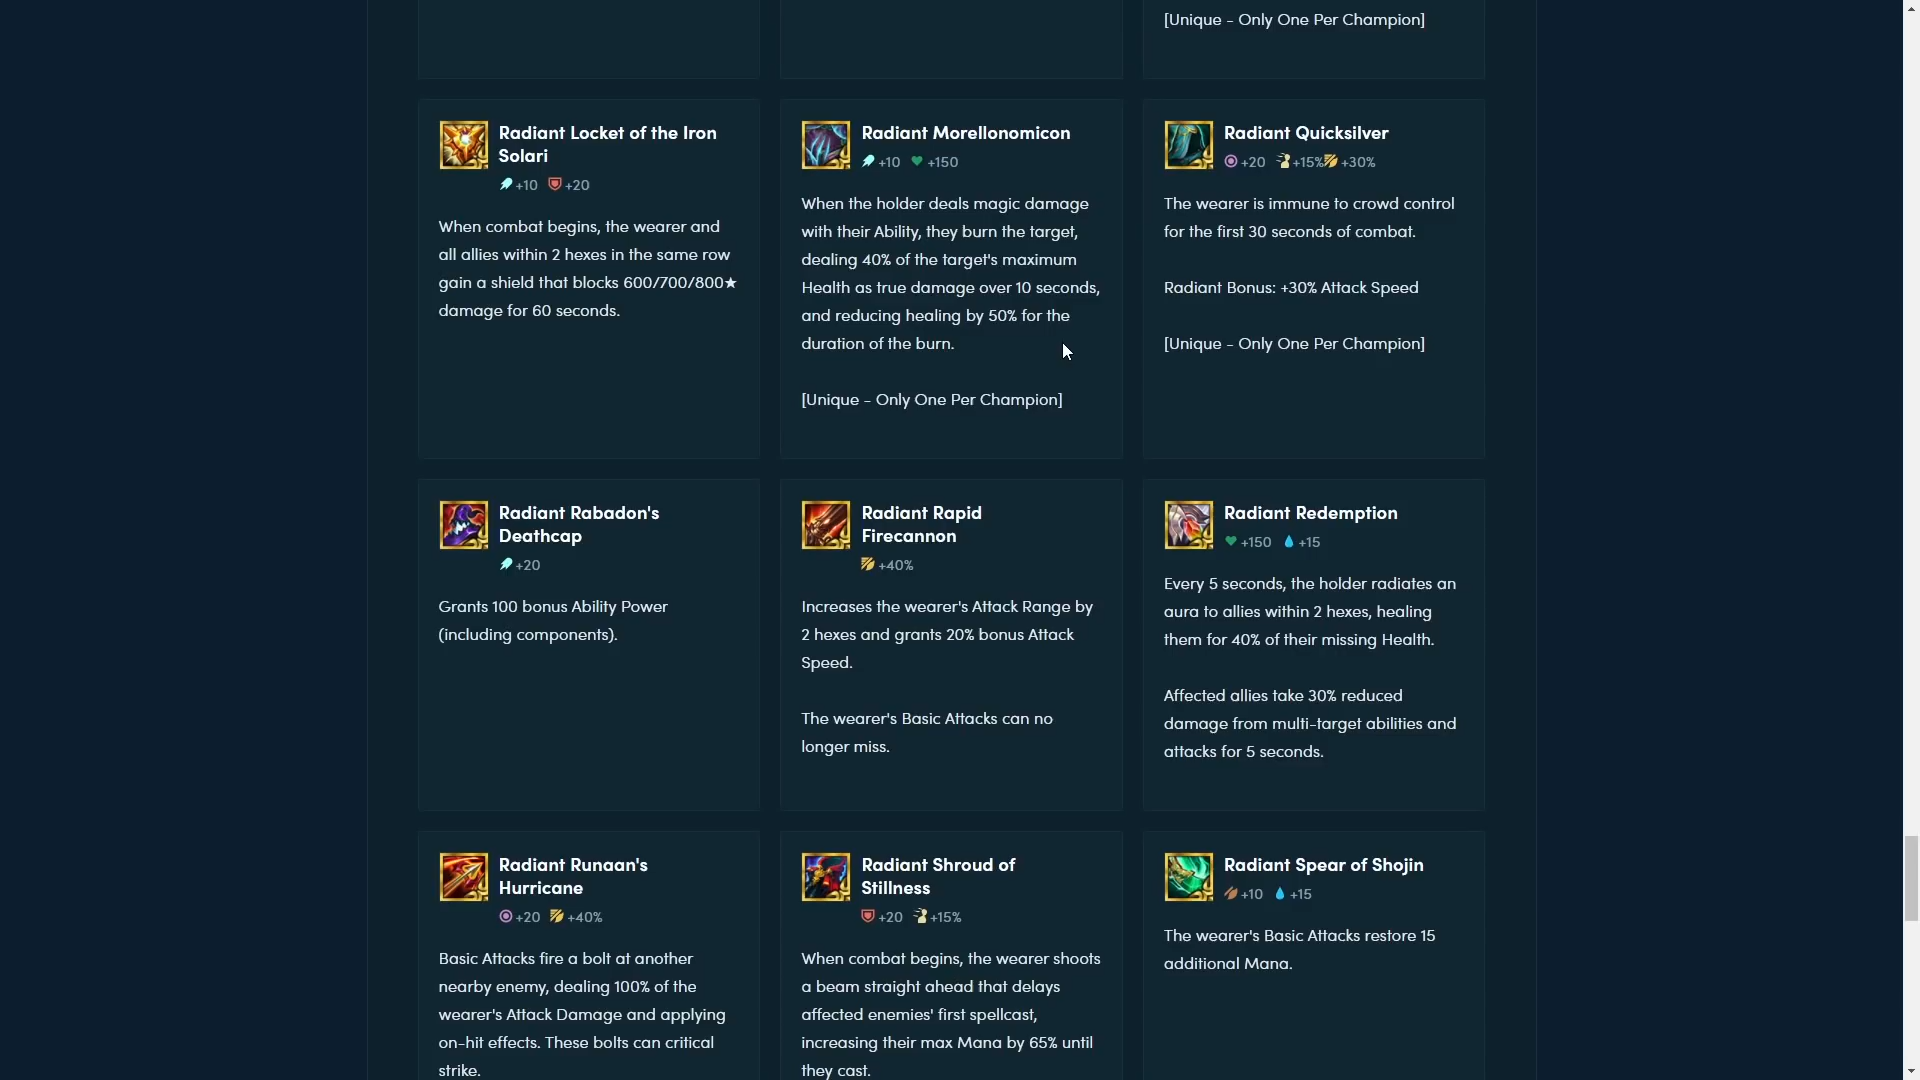 [Unique - Only One Per Champion]
Radiant Locket of the Iron
Solari
+10 +20
When combat begins, the wearer and
all allies within 2 hexes in the same row
gain a shield that blocks 600/700/800★
damage for 60 seconds.
Radiant Morellonomicon
+10 +150
When the holder deals magic damage
with their Ability, they burn the target,
dealing 40% of the target's maximum
Health as true damage over 10 seconds,
and reducing healing by 50% for the
duration of the burn.
[Unique - Only One Per Champion]
Radiant Quicksilver
+20 +15% +30%
The wearer is immune to crowd control
for the first 30 seconds of combat.
Radiant Bonus: +30% Attack Speed
[Unique - Only One Per Champion]
Radiant Rabadon's
Deathcap
+20
Grants 100 bonus Ability Power
(including components).
Radiant Rapid
Firecannon
+40%
Increases the wearer's Attack Range by
2 hexes and grants 20% bonus Attack
Speed.
The wearer's Basic Attacks can no
longer miss.
Radiant Redemption
+150 +15
Every 5 seconds, the holder radiates an
aura to allies within 2 hexes, healing
them for 40% of their missing Health.
Affected allies take 30% reduced
damage from multi-target abilities and
attacks for 5 seconds.
Radiant Runaan's
Hurricane
+20 +40%
Basic Attacks fire a bolt at another
nearby enemy, dealing 100% of the
wearer's Attack Damage and applying
on-hit effects. These bolts can critical
strike.
Radiant Shroud of
Stillness
+20 +15%
When combat begins, the wearer shoots
a beam straight ahead that delays
affected enemies' first spellcast,
increasing their max Mana by 65% until
they cast.
Radiant Spear of Shojin
+10 +15
The wearer's Basic Attacks restore 15
additional Mana.